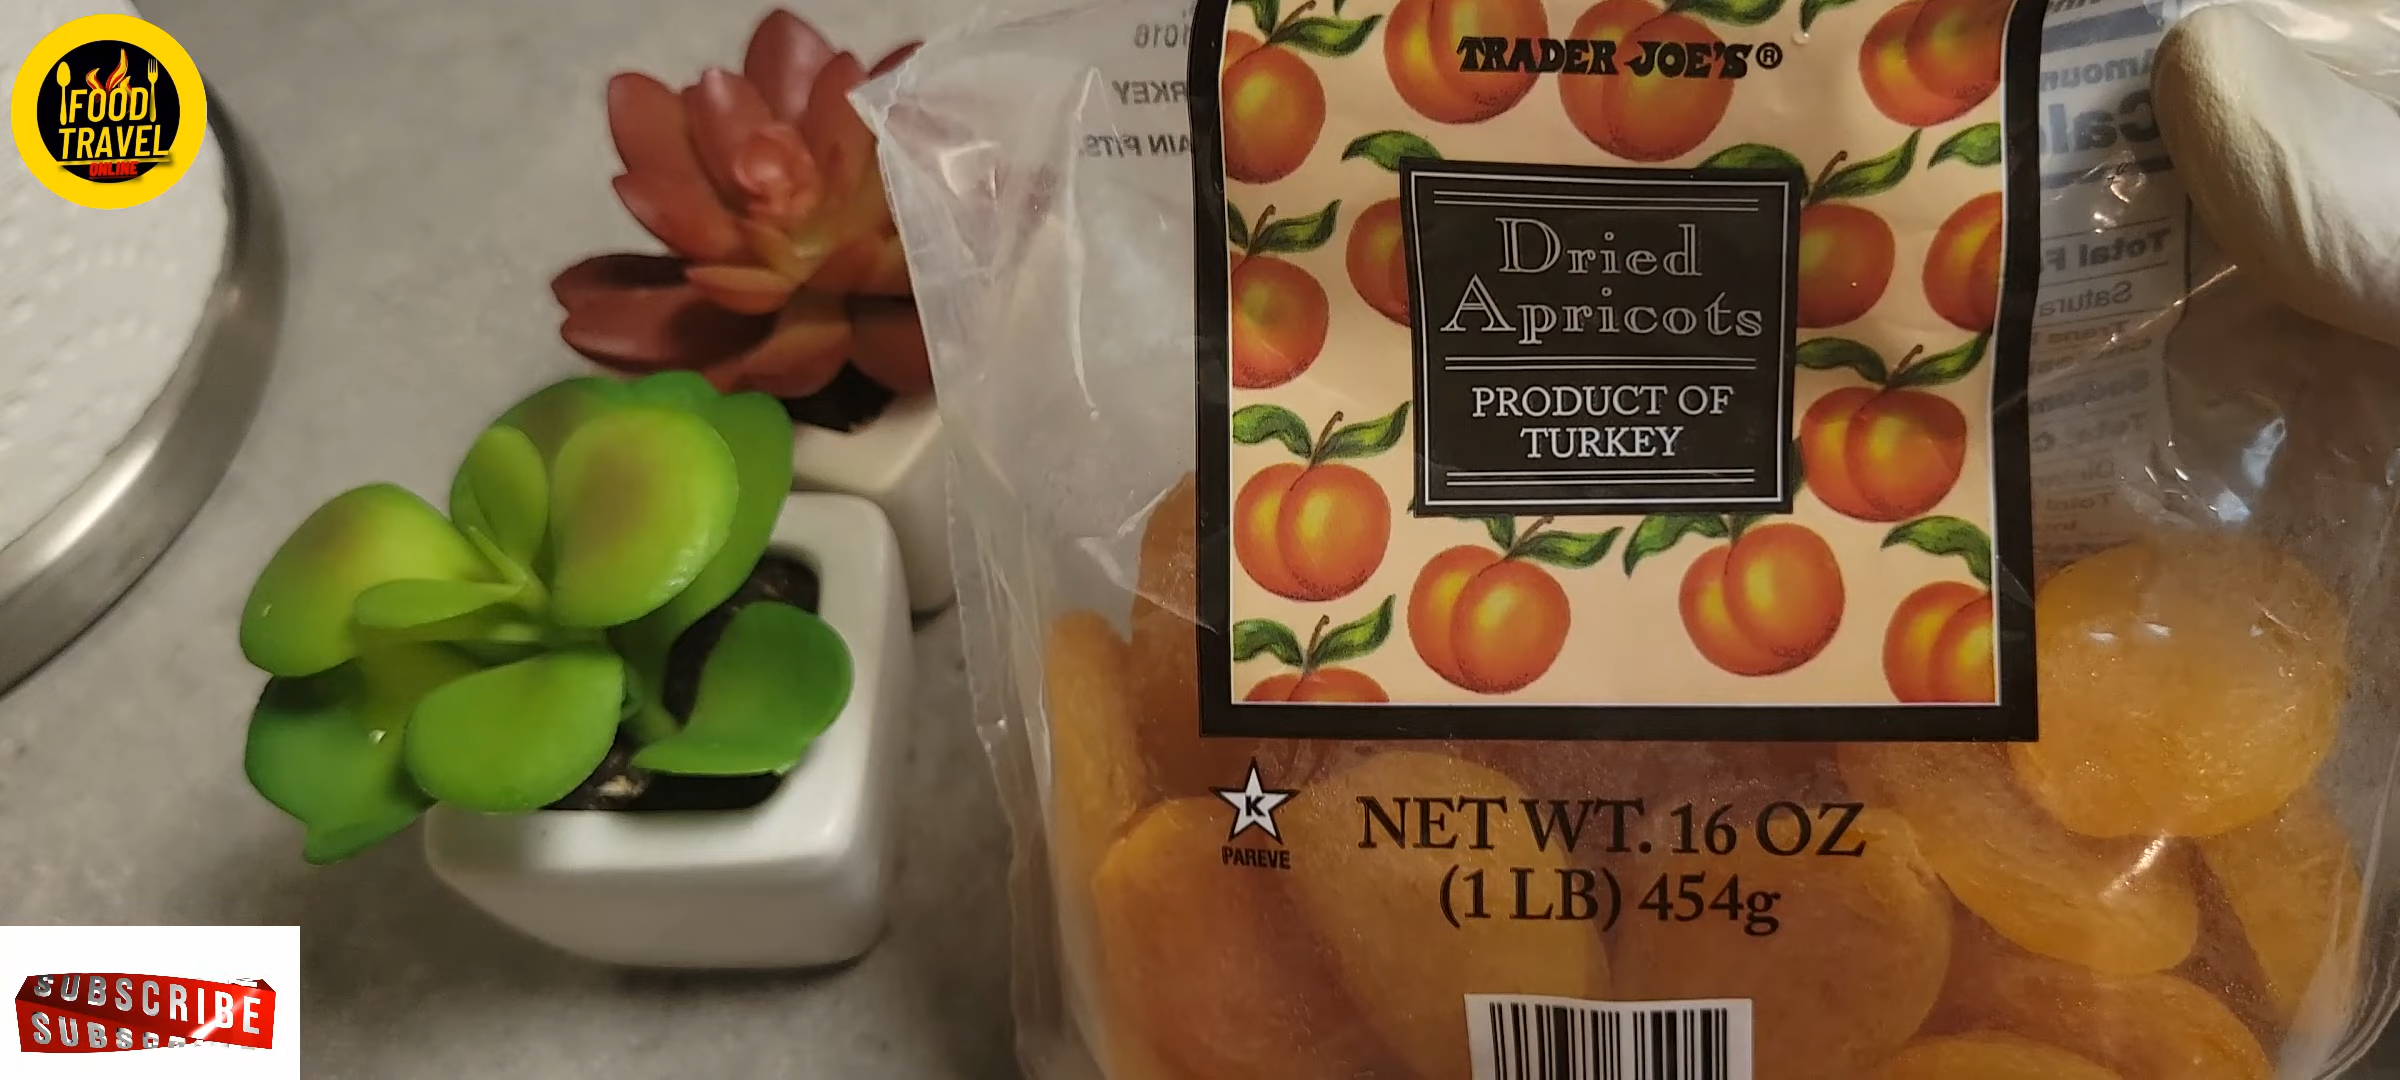 FOOD
TRAVEL
ONLINE
TRADER JOE'S®
Dried
Apricots
PRODUCT OF
TURKEY
K
PAREVE
NET WT. 16 OZ
(1 LB) 454g
SUBSCRIBE
Total